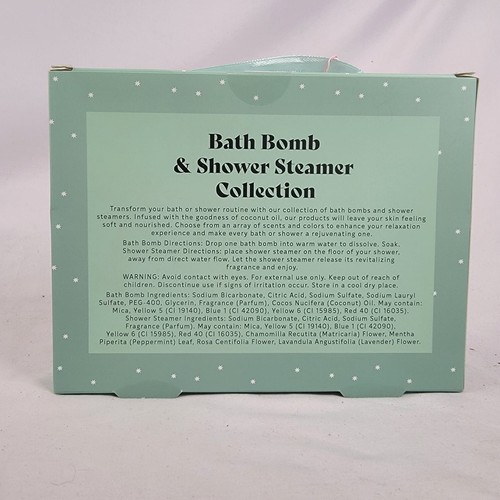 Bath Bomb
& Shower Steamer
Collection
Transform your bath or shower routine with our collection of bath bombs and shower
steamers. Infused with the goodness of coconut oil, our products will leave your skin feeling
soft and nourished. Choose from an array of scents and colors to enhance your relaxation
experience and make every bath or shower a rejuvenating one.
Bath Bomb Directions: Drop one bath bomb into warm water to dissolve. Soak.
Shower Steamer Directions: place shower steamer on the floor of your shower,
away from direct water flow. Let the shower steamer release its revitalizing
fragrance and enjoy.
WARNING: Avoid contact with eyes. For external use only. Keep out of reach of
children. Discontinue use if signs of irritation occur. Store in a cool dry place.
Bath Bomb Ingredients: Sodium Bicarbonate, Citric Acid, Sodium Sulfate, Sodium Lauryl
Sulfate, PEG-400, Glycerin, Fragrance (Parfum), Cocos Nucifera (Coconut) Oil. May contain:
Mica, Yellow 5 (CI 19140), Blue 1 (CI 42090), Yellow 6 (CI 15985), Red 40 (CI 16035).
Shower Steamer Ingredients: Sodium Bicarbonate, Citric Acid, Sodium Sulfate,
Fragrance (Parfum). May contain: Mica, Yellow 5 (CI 19140), Blue 1 (CI 42090),
Yellow 6 (CI 15985), Red 40 (CI 16035), Chamomilla Recutita (Matricaria) Flower, Mentha
Piperita (Peppermint) Leaf, Rosa Centifolia Flower, Lavandula Angustifolia (Lavender) Flower.